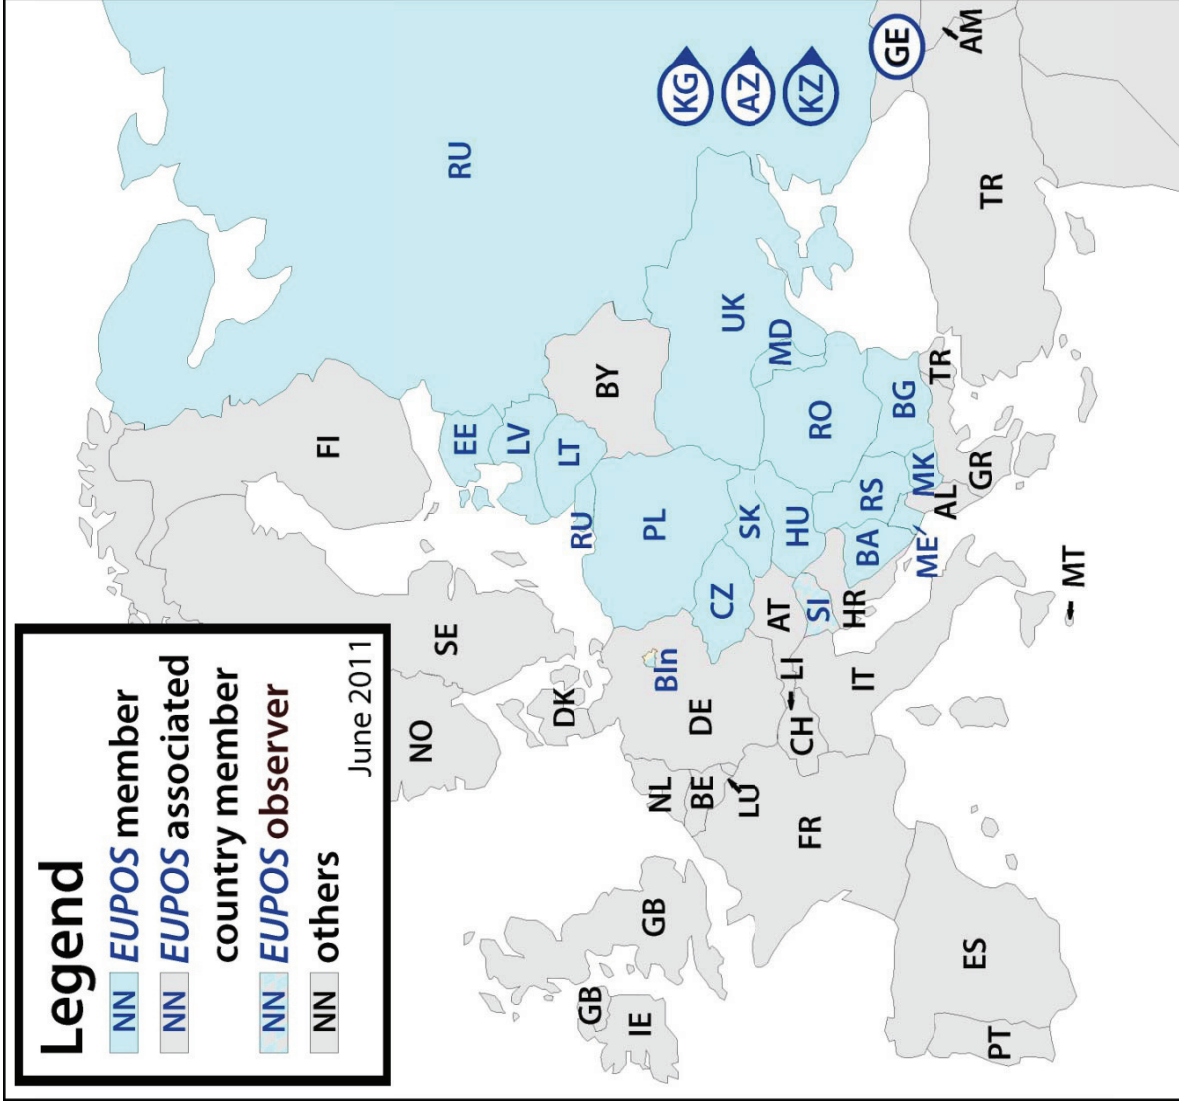 Legend
NN EUPOS member
NN EUPOS associated
country member
NN EUPOS observer
NN others
June 2011
FI
NO
SE
RU
EE
LV
DK
LT
RU
GB
BY
IE
GB
NL
Bln
PL
KG
BE
DE
CZ
SK
UK
AZ
LU
AT
MD
LI
HU
CH
KZ
FR
SI
RO
HR
IT
BA
RS
GE
BG
ME
MK
TR
AL
AM
ES
GR
TR
PT
MT